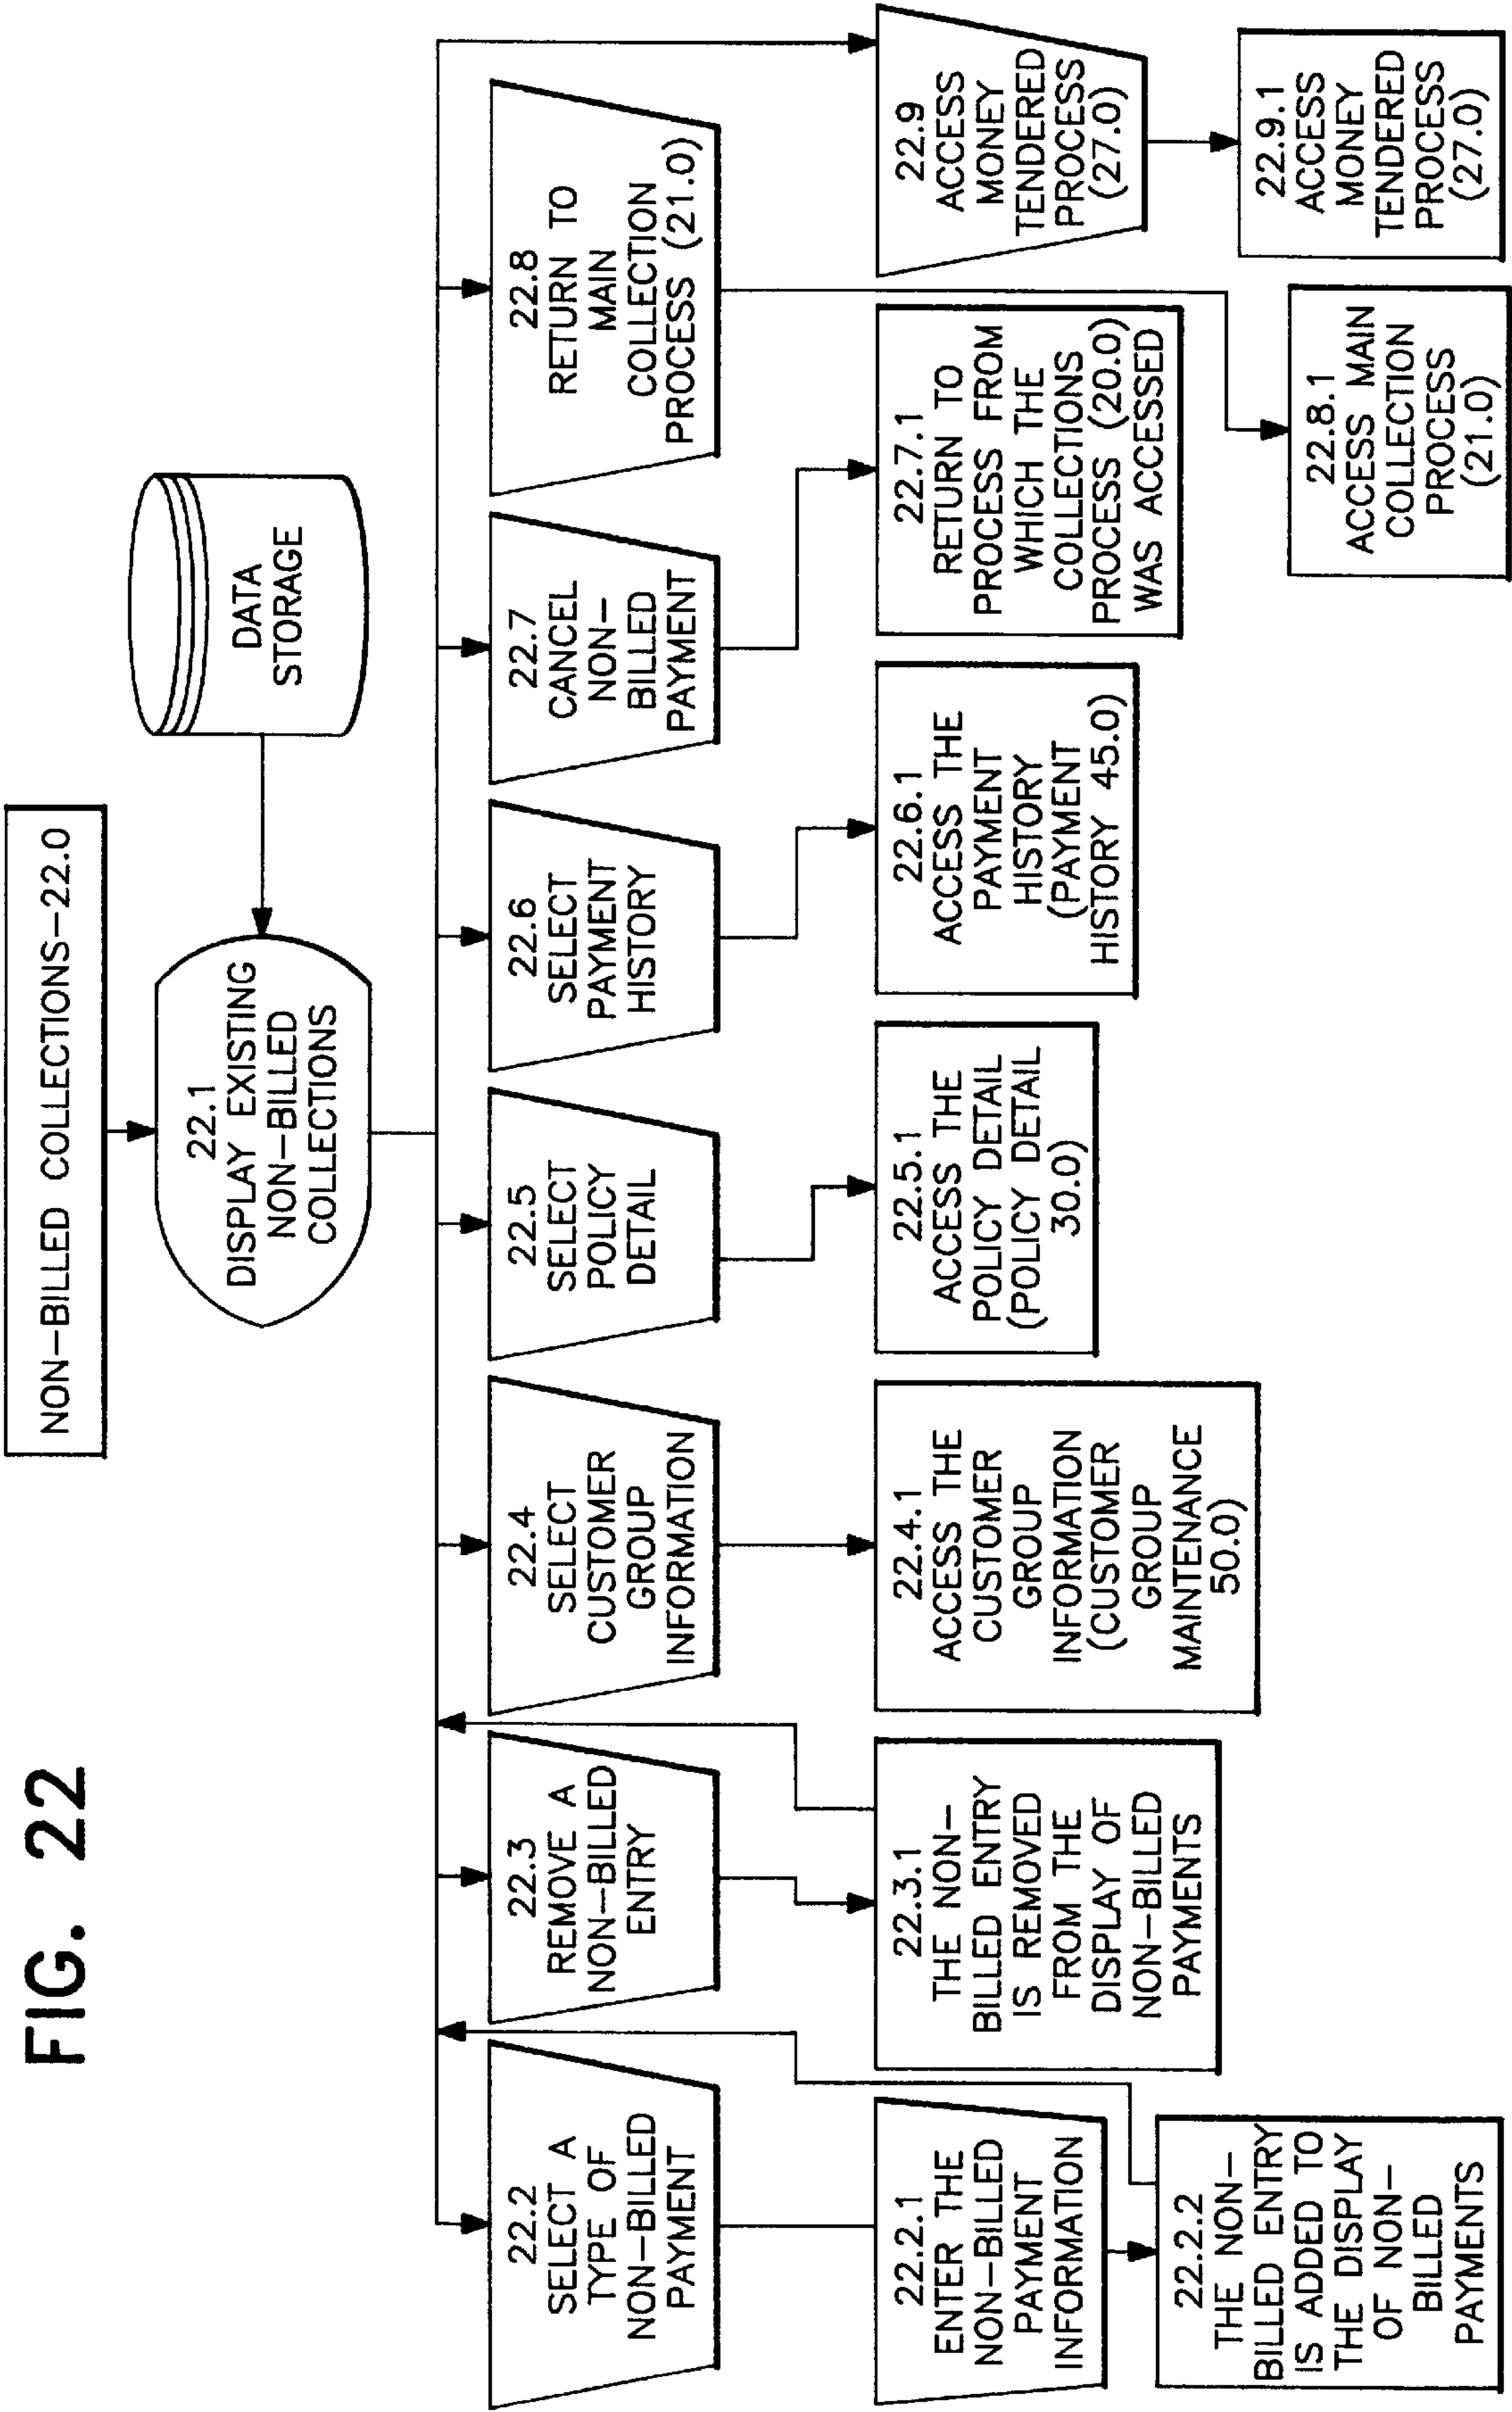 FIG. 22
NON-BILLED COLLECTIONS-22.0
22.1
DISPLAY EXISTING
NON-BILLED
COLLECTIONS
DATA
STORAGE
22.2
SELECT A
TYPE OF
NON-BILLED
PAYMENT
22.3
REMOVE A
NON-BILLED
ENTRY
22.4
SELECT
CUSTOMER
GROUP
INFORMATION
22.5
SELECT
POLICY
DETAIL
22.6
SELECT
PAYMENT
HISTORY
22.7
CANCEL
NON-
BILLED
PAYMENT
22.8
RETURN TO
MAIN
COLLECTION
PROCESS (21.0)
22.2.1
ENTER THE
NON-BILLED
PAYMENT
INFORMATION
22.3.1
THE NON-
BILLED ENTRY
IS REMOVED
FROM THE
DISPLAY OF
NON-BILLED
PAYMENTS
22.4.1
ACCESS THE
CUSTOMER
GROUP
INFORMATION
(CUSTOMER
GROUP
MAINTENANCE
50.0)
22.5.1
ACCESS THE
POLICY DETAIL
(POLICY DETAIL
30.0)
22.6.1
ACCESS THE
PAYMENT
HISTORY
(PAYMENT
HISTORY 45.0)
22.7.1
RETURN TO
PROCESS FROM
WHICH THE
COLLECTIONS
PROCESS (20.0)
WAS ACCESSED
22.9
ACCESS
MONEY
TENDERED
PROCESS
(27.0)
22.2.2
THE NON-
BILLED ENTRY
IS ADDED TO
THE DISPLAY
OF NON-
BILLED
PAYMENTS
22.8.1
ACCESS MAIN
COLLECTION
PROCESS
(21.0)
22.9.1
ACCESS
MONEY
TENDERED
PROCESS
(27.0)